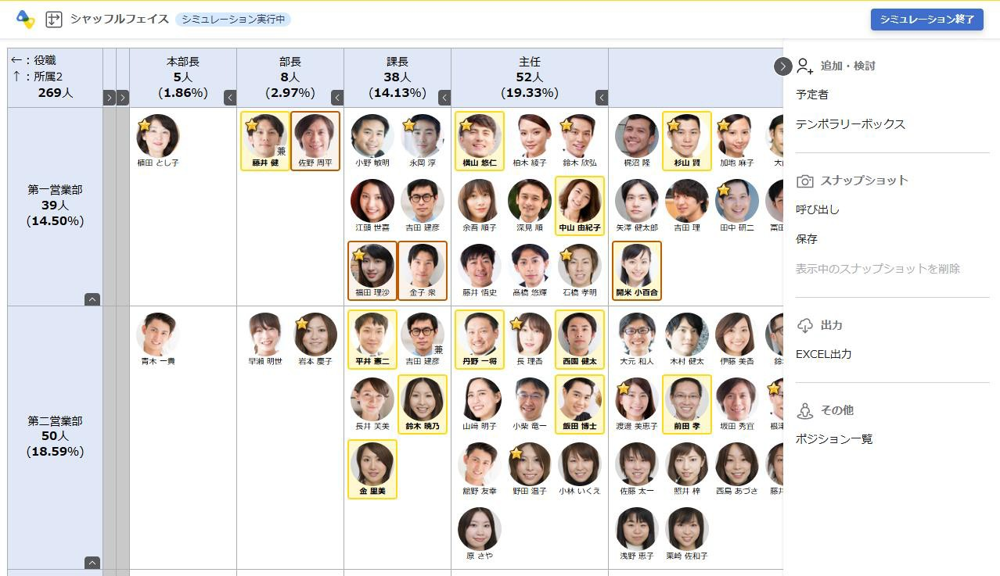 シャッフルフェイス シミュレーション実行中 シミュレーション終了
←：役職
↑：所属2
269人
本部長
5人
(1.86%)
部長
8人
(2.97%)
課長
38人
(14.13%)
主任
52人
(19.33%)
第一営業部
39人
(14.50%)
植田 とし子
兼
藤井 健 佐野 周平
小野 敏明 永岡 淳
江頭 世喜 吉田 建彦
福田 理沙 金子 衆
横山 悠仁 柏木 綾子 鈴木 欣弘
余吾 順子 深見 順 中山 由紀子
藤井 悟史 髙橋 悠輝 石橋 孝明
梶沼 隆 杉山 賢 加地 麻子
矢澤 健太郎 吉田 理 田中 研二 冨田
開米 小百合
第二営業部
50人
(18.59%)
青木 一貴
早瀬 明世 岩本 慶子
兼
平井 憲二 吉田 建彦
長井 芙美 鈴木 暁乃
金 里美
丹野 一将 長 理香 西園 健太
山﨑 明子 小柴 竜一 飯田 博士
舘野 友幸 野田 温子 小林 いくえ
原 さや
大元 和人 木村 健太 伊藤 美香
渡邊 美恵子 前田 孝 坂田 秀宜 根津
佐藤 太一 照井 梓 西島 あづさ 藤井
浅野 恵子 栗崎 佐和子
追加・検討
予定者
テンポラリーボックス
スナップショット
呼び出し
保存
表示中のスナップショットを削除
出力
EXCEL出力
その他
ポジション一覧